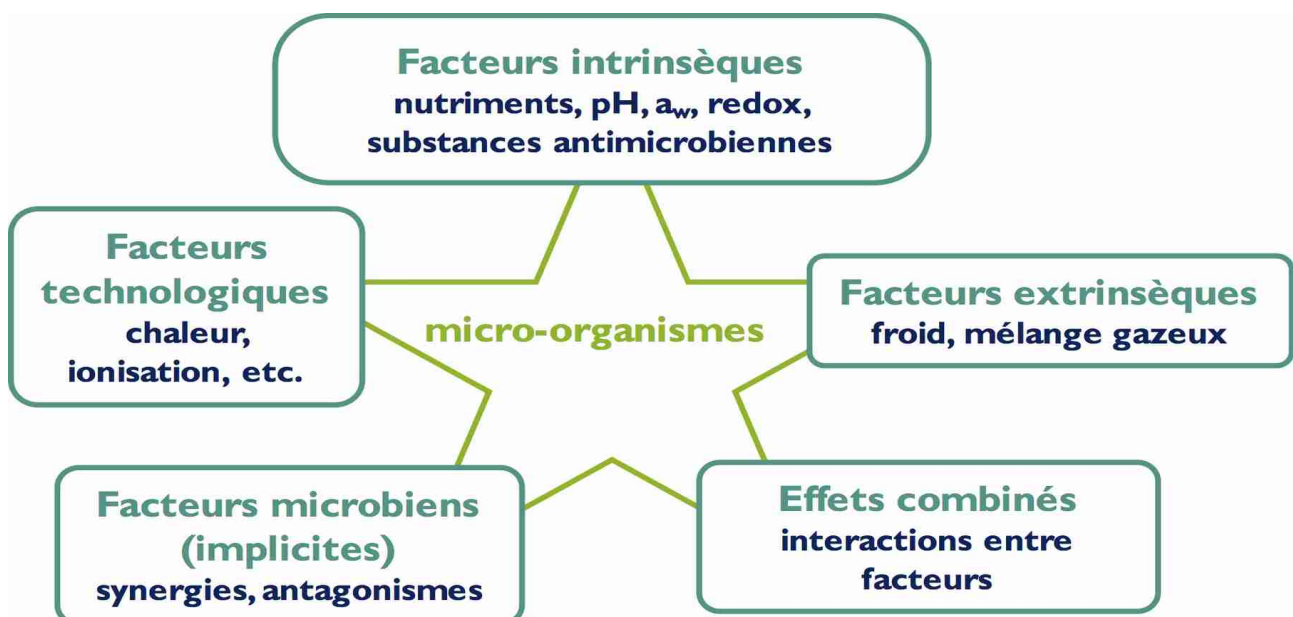 Facteurs intrinsèques
nutriments, pH, aw, redox,
substances antimicrobiennes
Facteurs
technologiques
chaleur,
ionisation, etc.
Facteurs extrinsèques
froid, mélange gazeux
micro-organismes
Facteurs microbiens
(implicites)
synergies, antagonismes
Effets combinés
interactions entre
facteurs